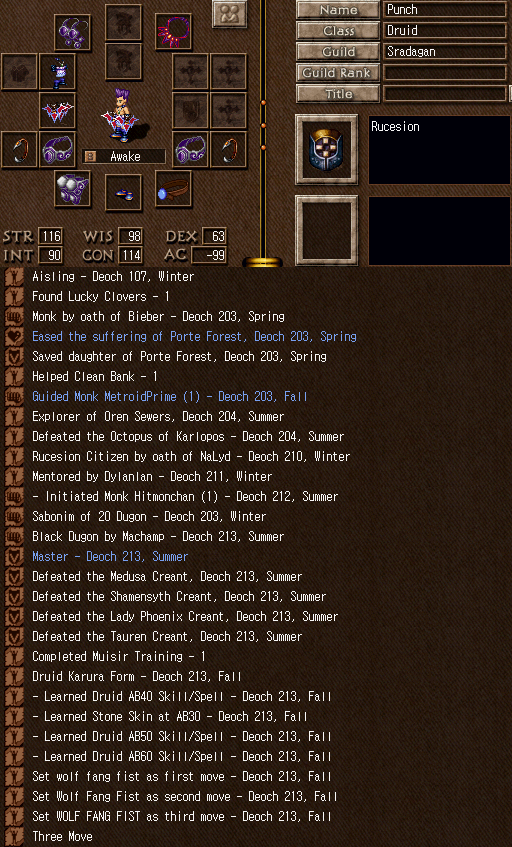 Name Punch
Class Druid
Guild Sradagan
Guild Rank
Title
Rucesion
Awake
STR 116 WIS 98 DEX 63
INT 90 CON 114 AC -99
Aisling - Deoch 107, Winter
Found Lucky Clovers - 1
Monk by oath of Bieber - Deoch 203, Spring
Eased the suffering of Porte Forest, Deoch 203, Spring
Saved daughter of Porte Forest, Deoch 203, Spring
Helped Clean Bank - 1
Guided Monk MetroidPrime (1) - Deoch 203, Fall
Explorer of Oren Sewers, Deoch 204, Summer
Defeated the Octopus of Karlopos - Deoch 204, Summer
Rucesion Citizen by oath of NaLyd - Deoch 210, Winter
Mentored by Dylanlan - Deoch 211, Winter
- Initiated Monk Hitmonchan (1) - Deoch 212, Summer
Sabonim of 20 Dugon - Deoch 203, Winter
Black Dugon by Machamp - Deoch 213, Summer
Master - Deoch 213, Summer
Defeated the Medusa Creant, Deoch 213, Summer
Defeated the Shamensyth Creant, Deoch 213, Summer
Defeated the Lady Phoenix Creant, Deoch 213, Summer
Defeated the Tauren Creant, Deoch 213, Summer
Completed Muisir Training - 1
Druid Karura Form - Deoch 213, Fall
- Learned Druid AB40 Skill/Spell - Deoch 213, Fall
- Learned Stone Skin at AB30 - Deoch 213, Fall
- Learned Druid AB50 Skill/Spell - Deoch 213, Fall
- Learned Druid AB60 Skill/Spell - Deoch 213, Fall
Set wolf fang fist as first move - Deoch 213, Fall
Set Wolf Fang Fist as second move - Deoch 213, Fall
Set WOLF FANG FIST as third move - Deoch 213, Fall
Three Move